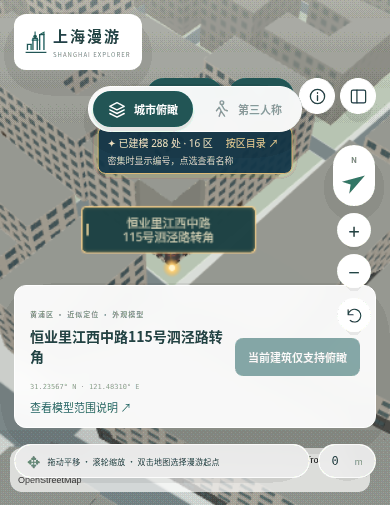 上海漫游
SHANGHAI EXPLORER
城市俯瞰
第三人称
✦ 已建模 288 处 · 16 区 按区目录 ↗
密集时显示编号，点选查看名称
N
恒业里江西中路
115号泗泾路转角
黄浦区 · 近似定位 · 外观模型
恒业里江西中路115号泗泾路转
角
当前建筑仅支持俯瞰
31.23567° N · 121.48310° E
查看模型范围说明 ↗
拖动平移 · 滚轮缩放 · 双击地图选择漫游起点
0 m
OpenStreetMap